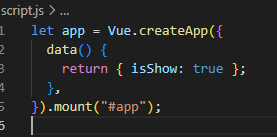 script.js > ...
1 let app = Vue.createApp({
2 data() {
3 return { isShow: true };
4 },
5 }).mount("#app");
6